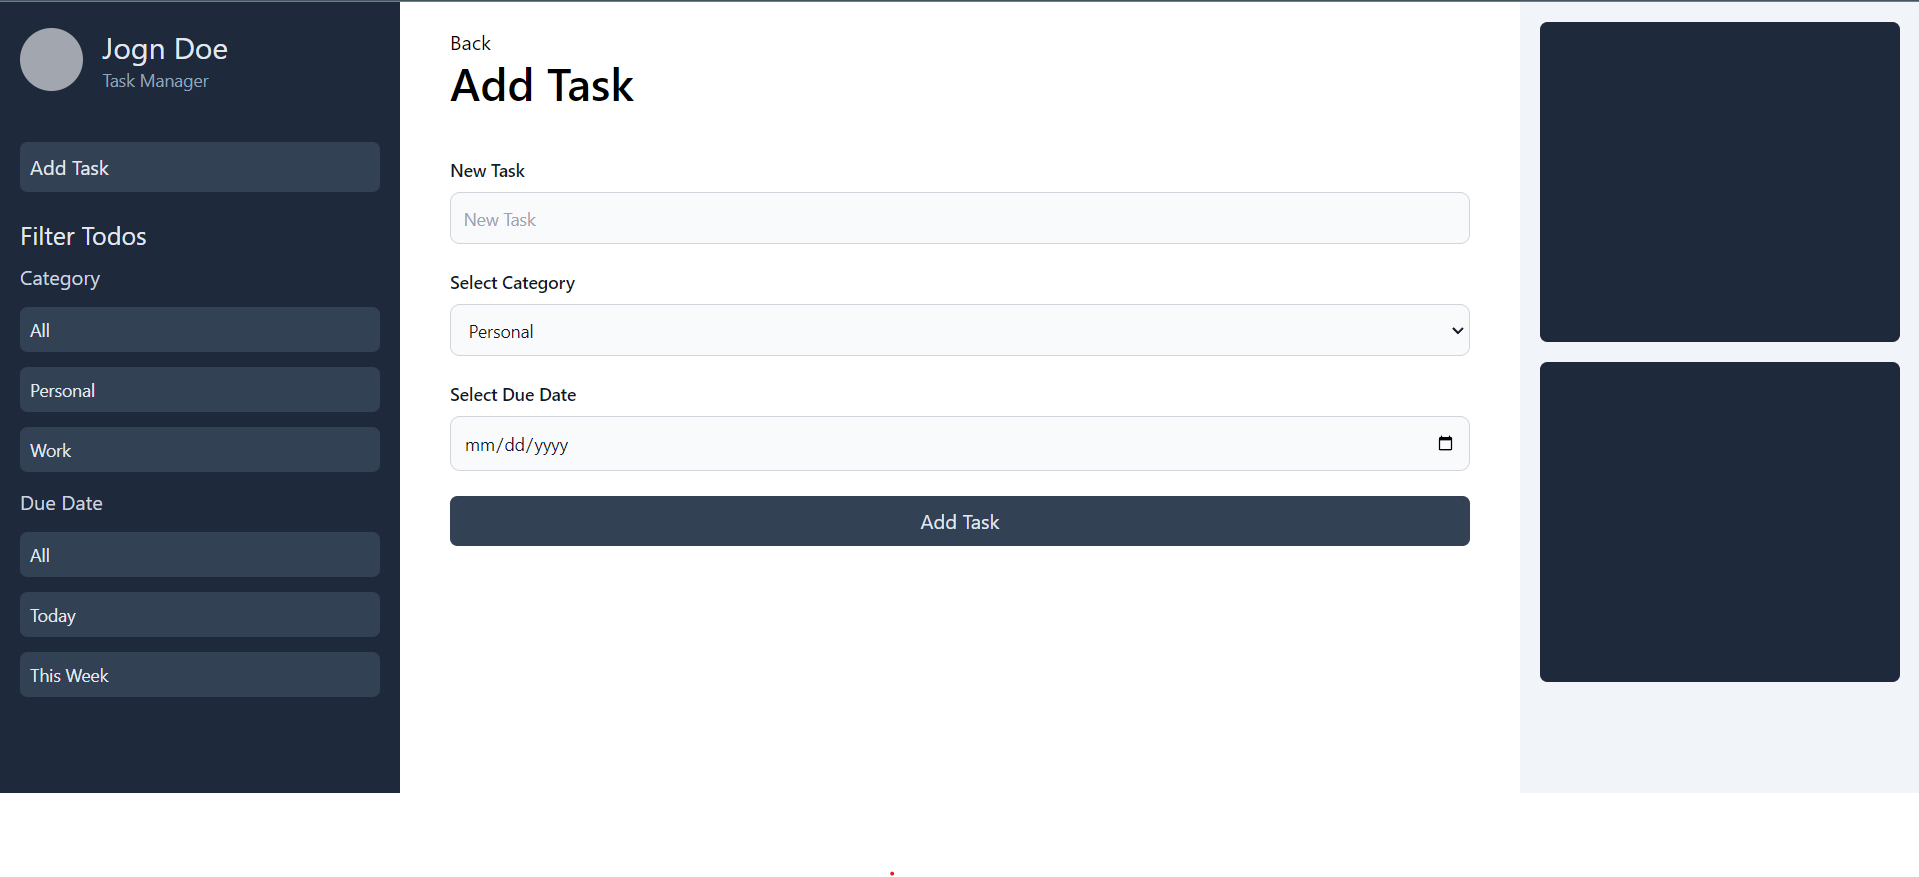 Jogn Doe
Task Manager
Add Task
Filter Todos
Category
All
Personal
Work
Due Date
All
Today
This Week
Back
Add Task
New Task
New Task
Select Category
Personal
Select Due Date
mm/dd/yyyy
Add Task